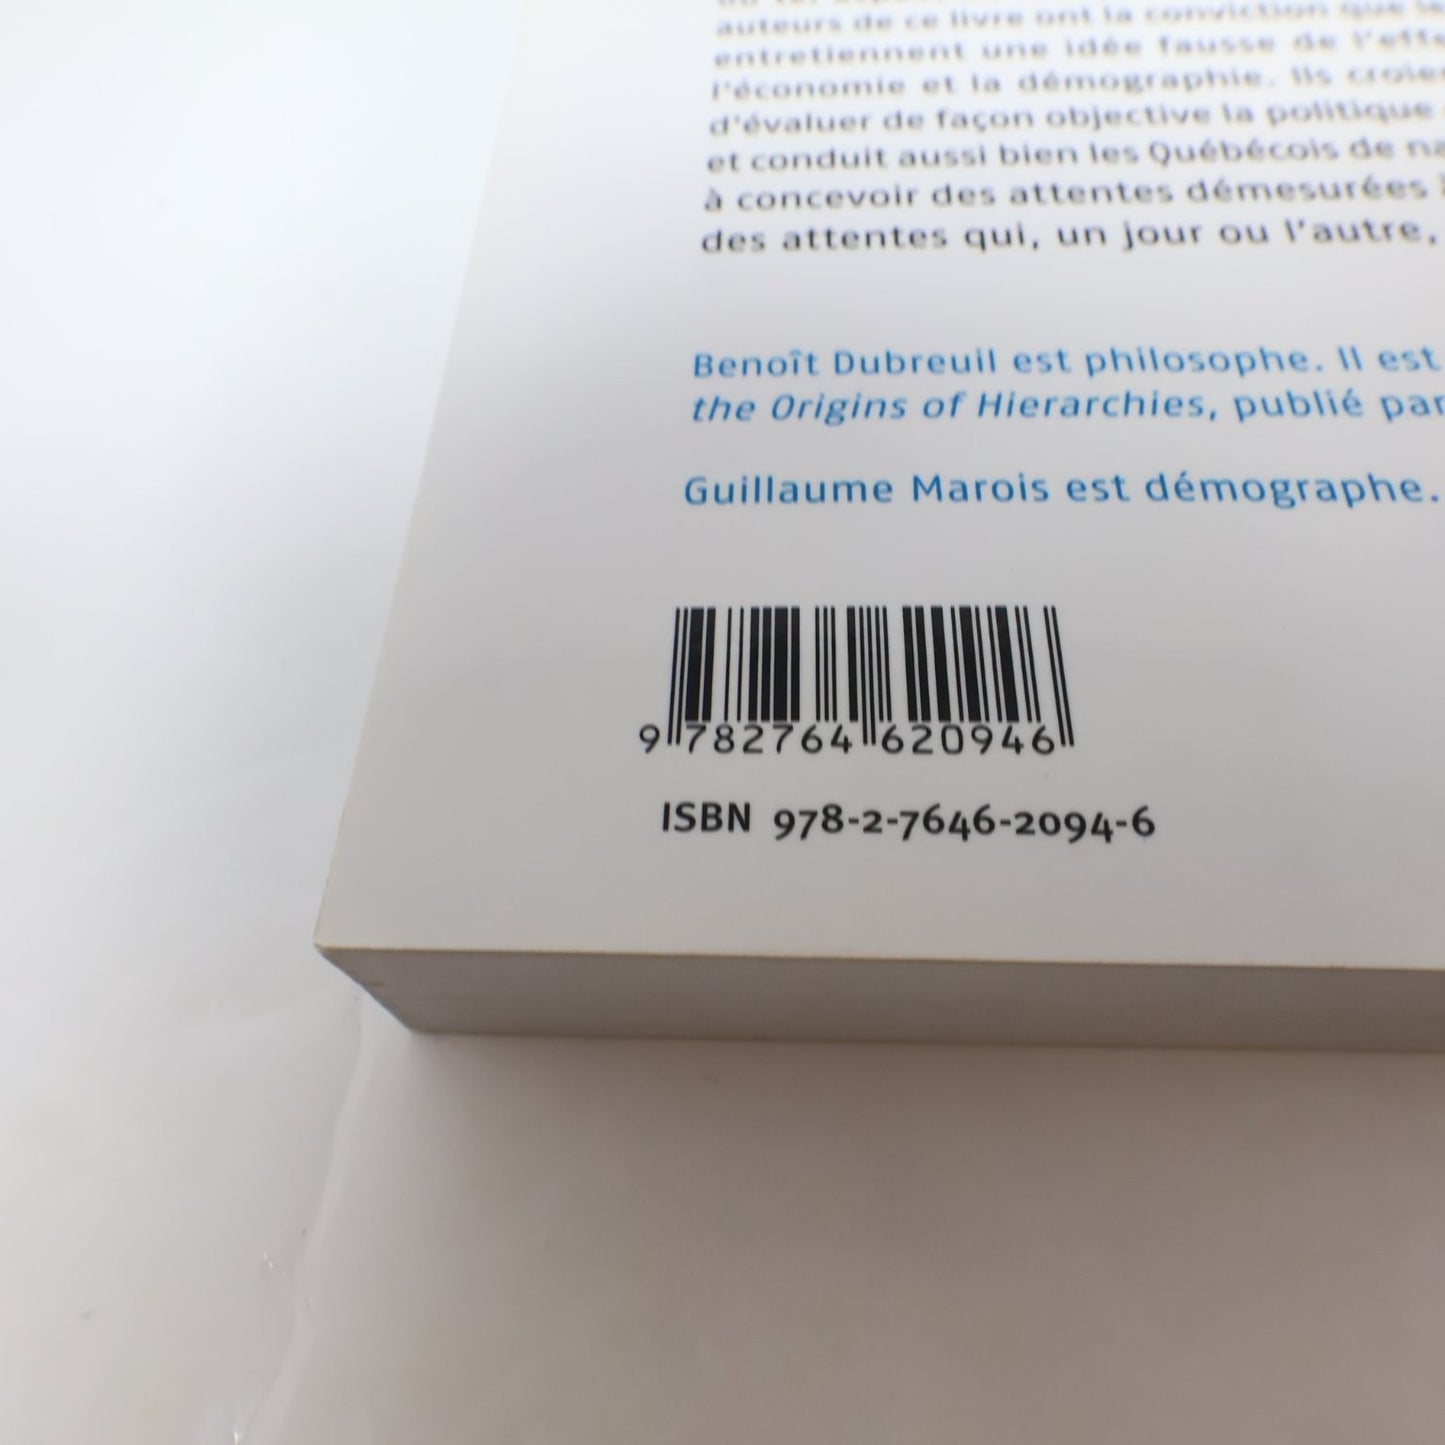 auteurs de ce livre ont la conviction que
entretiennent une idée fausse de
l'économie et la démographie. Ils
d'évaluer de façon objective la politique
et conduit aussi bien les Québécois de
à concevoir des attentes démesurées
des attentes qui, un jour ou l'autre,
Benoît Dubreuil est philosophe. Il est
the Origins of Hierarchies, publié par
Guillaume Marois est démographe.
9 782764 620946
ISBN 978-2-7646-2094-6